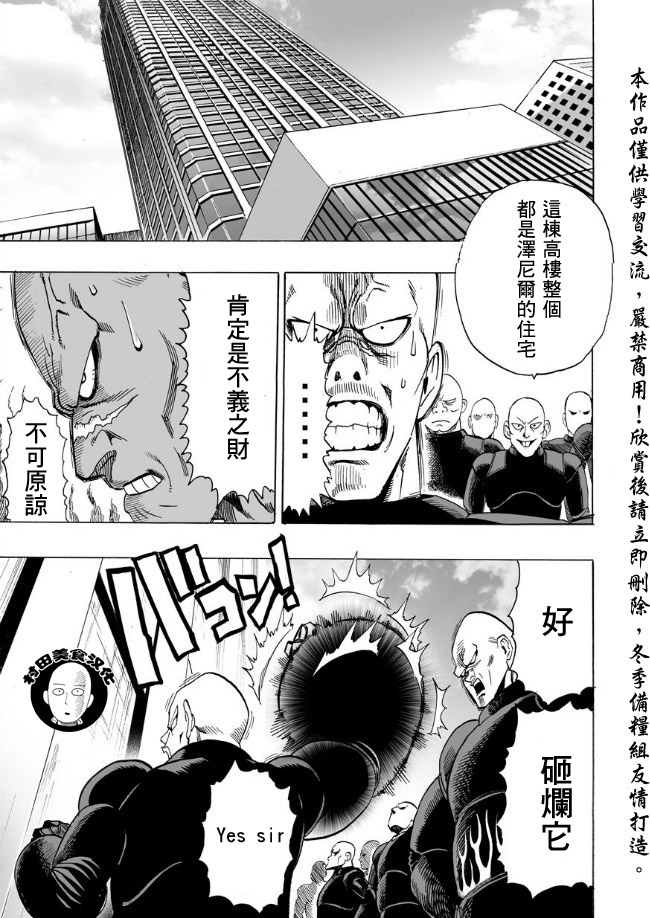 這棟高樓整個
都是澤尼爾的住宅
⋯⋯
肯定是不義之財
不可原諒
バコン!
好
砸爛它
Yes sir
村田美食汉化
本作品僅供學習交流，嚴禁商用！欣賞後請立即刪除，冬季備糧組友情打造。